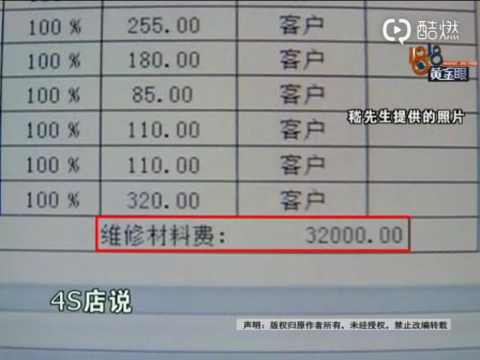 酷燃
100 % 255.00 客户
100 % 180.00 客户
100 % 85.00 客户
100 % 110.00 客户
100 % 110.00 客户
100 % 320.00 客户
维修材料费: 32000.00
1818
黄金眼
嵇先生提供的照片
4S店说
声明：版权归原作者所有，未经授权，禁止改编转载